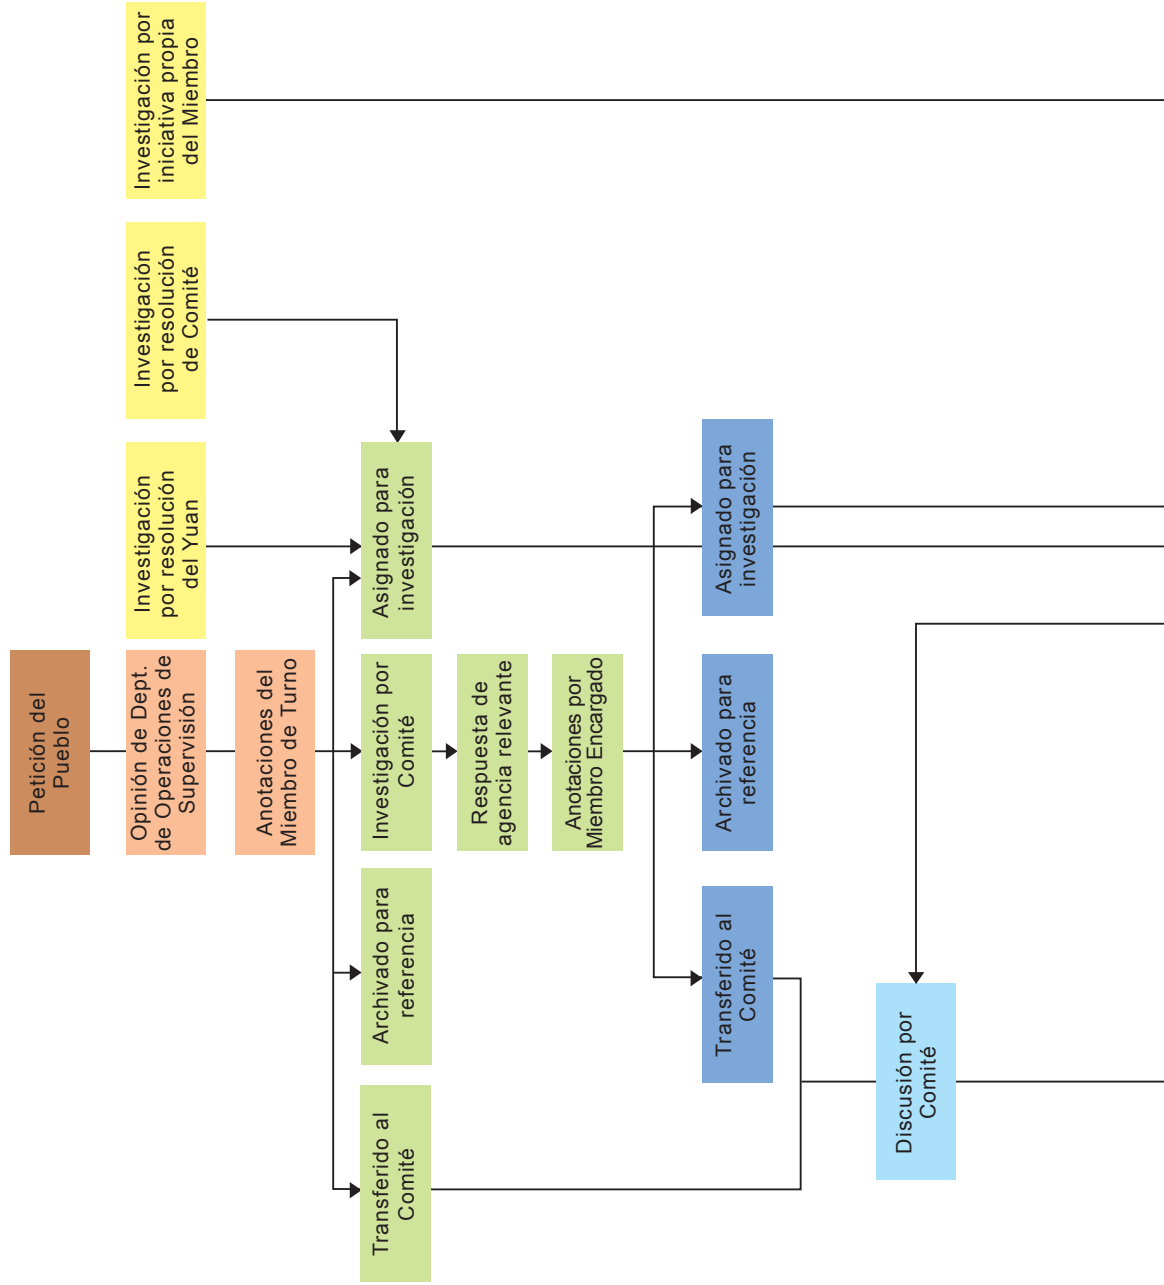 Petición del
Pueblo
Opinión de Dept.
de Operaciones de
Supervisión
Investigación
por resolución
del Yuan
Investigación
por resolución
de Comité
Investigación por
iniciativa propia
del Miembro
Anotaciones del
Miembro de Turno
Transferido al
Comité
Archivado para
referencia
Investigación por
Comité
Asignado para
investigación
Respuesta de
agencia relevante
Anotaciones por
Miembro Encargado
Transferido al
Comité
Archivado para
referencia
Asignado para
investigación
Discusión por
Comité